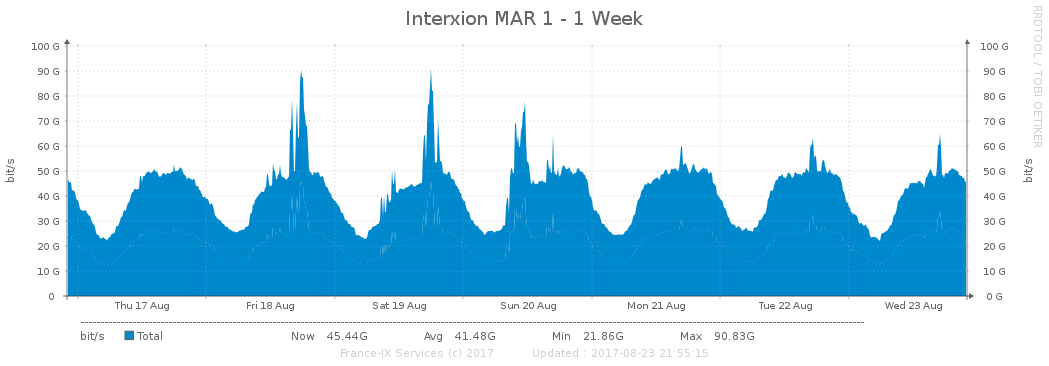 Interxion MAR 1 - 1 Week
RRDTOOL / TOBI OETIKER
100 G 100 G
90 G 90 G
80 G 80 G
70 G 70 G
60 G 60 G
50 G 50 G
40 G 40 G
30 G 30 G
20 G 20 G
10 G 10 G
0 0 G
bit/s
bit/s
Thu 17 Aug Fri 18 Aug Sat 19 Aug Sun 20 Aug Mon 21 Aug Tue 22 Aug Wed 23 Aug
bit/s Total Now 45.44G Avg 41.48G Min 21.86G Max 90.83G
France-IX Services (c) 2017 Updated : 2017-08-23 21:55:15